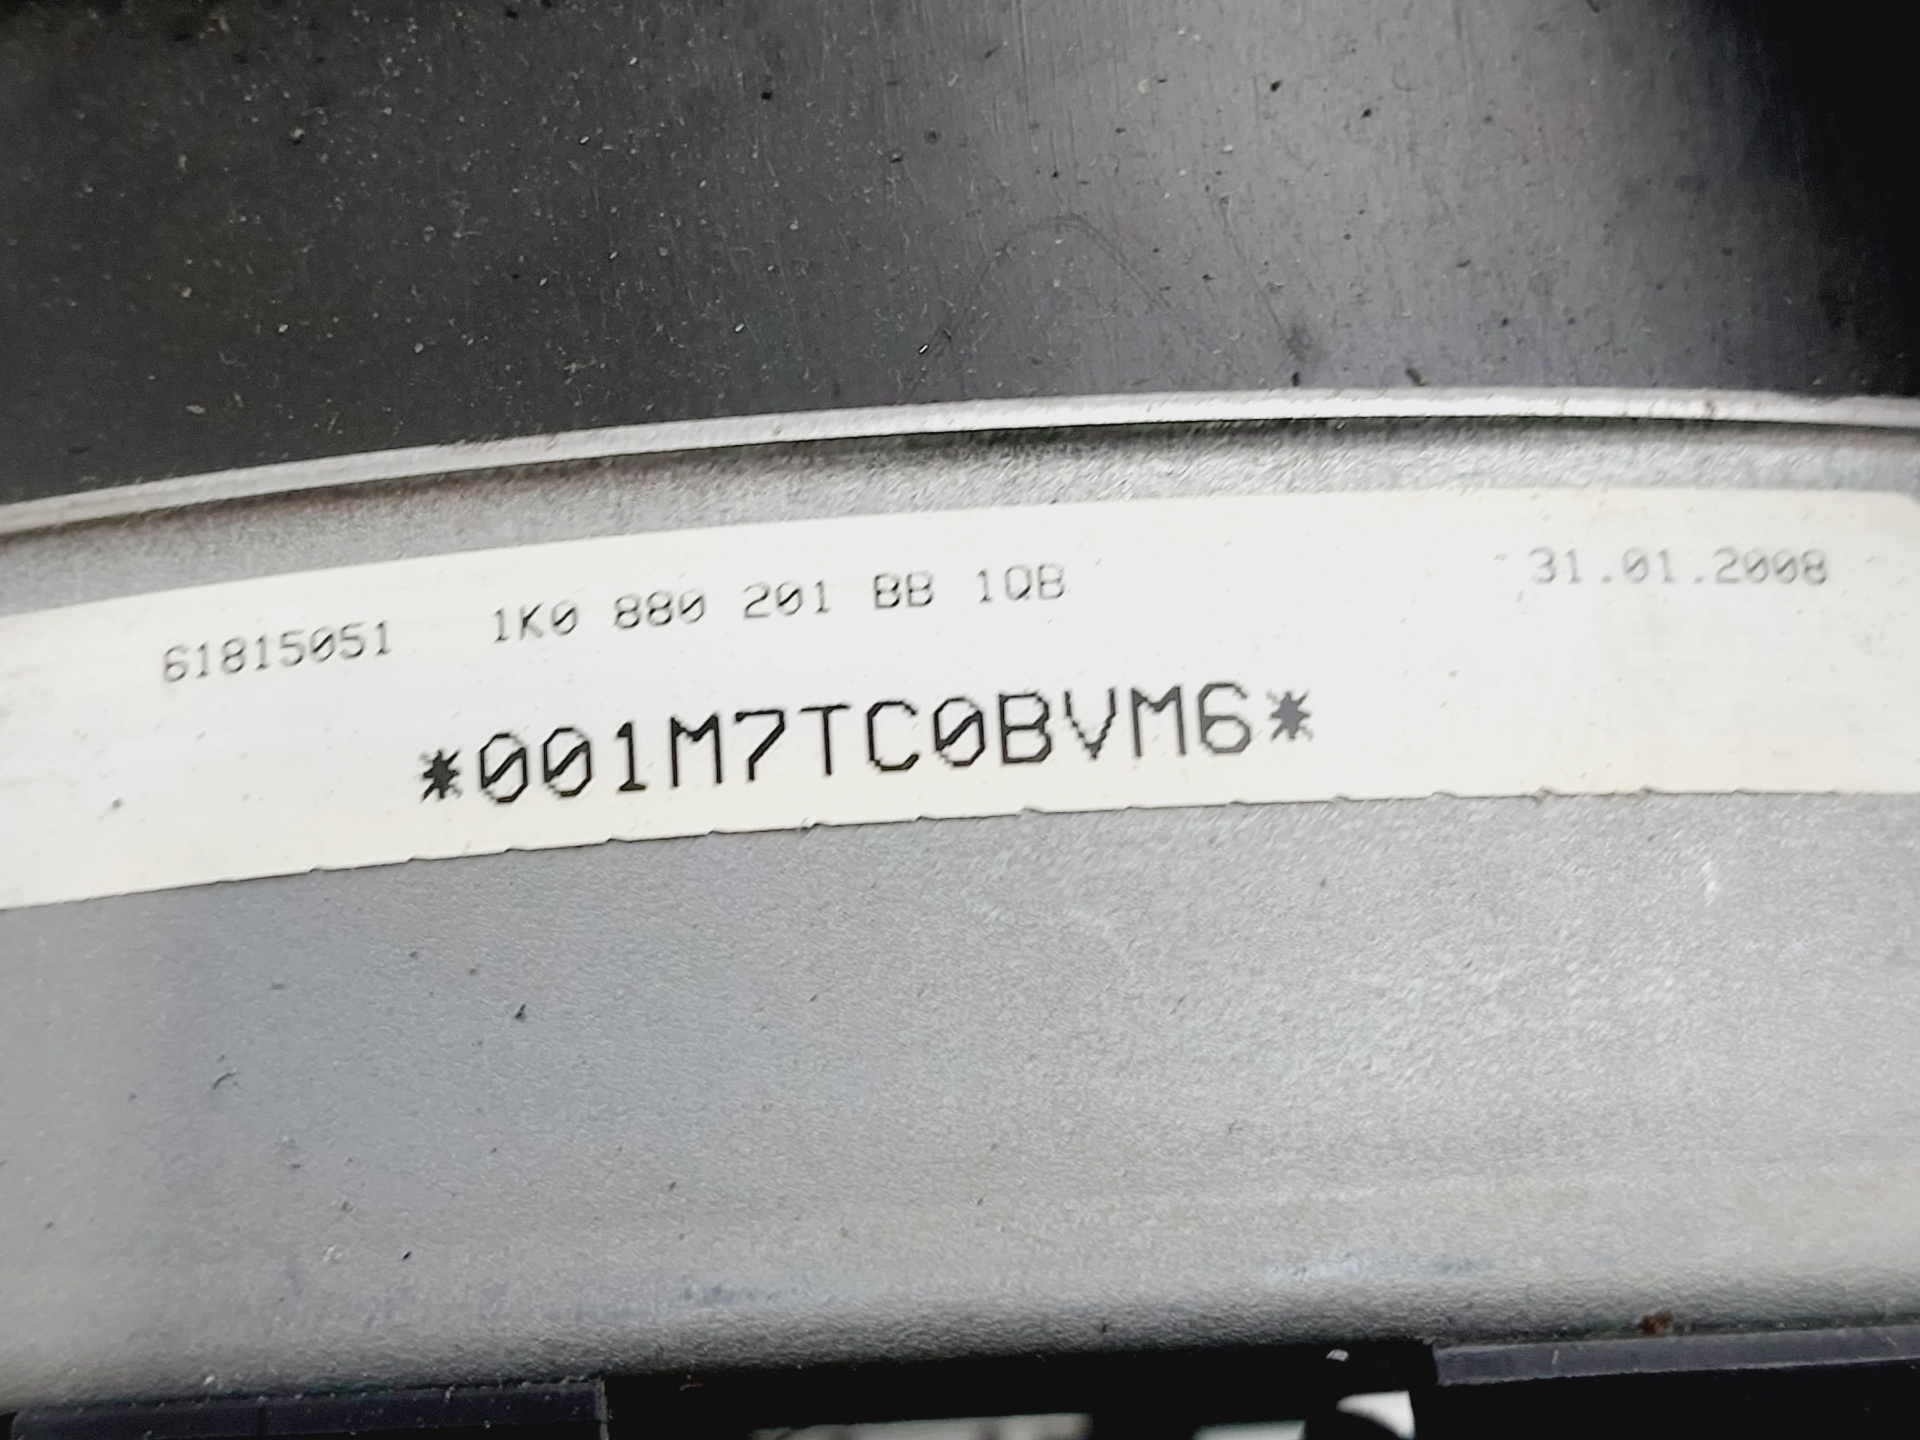 61815051 1K0 880 201 BB 1QB 31.01.2008
*001M7TC0BVM6*